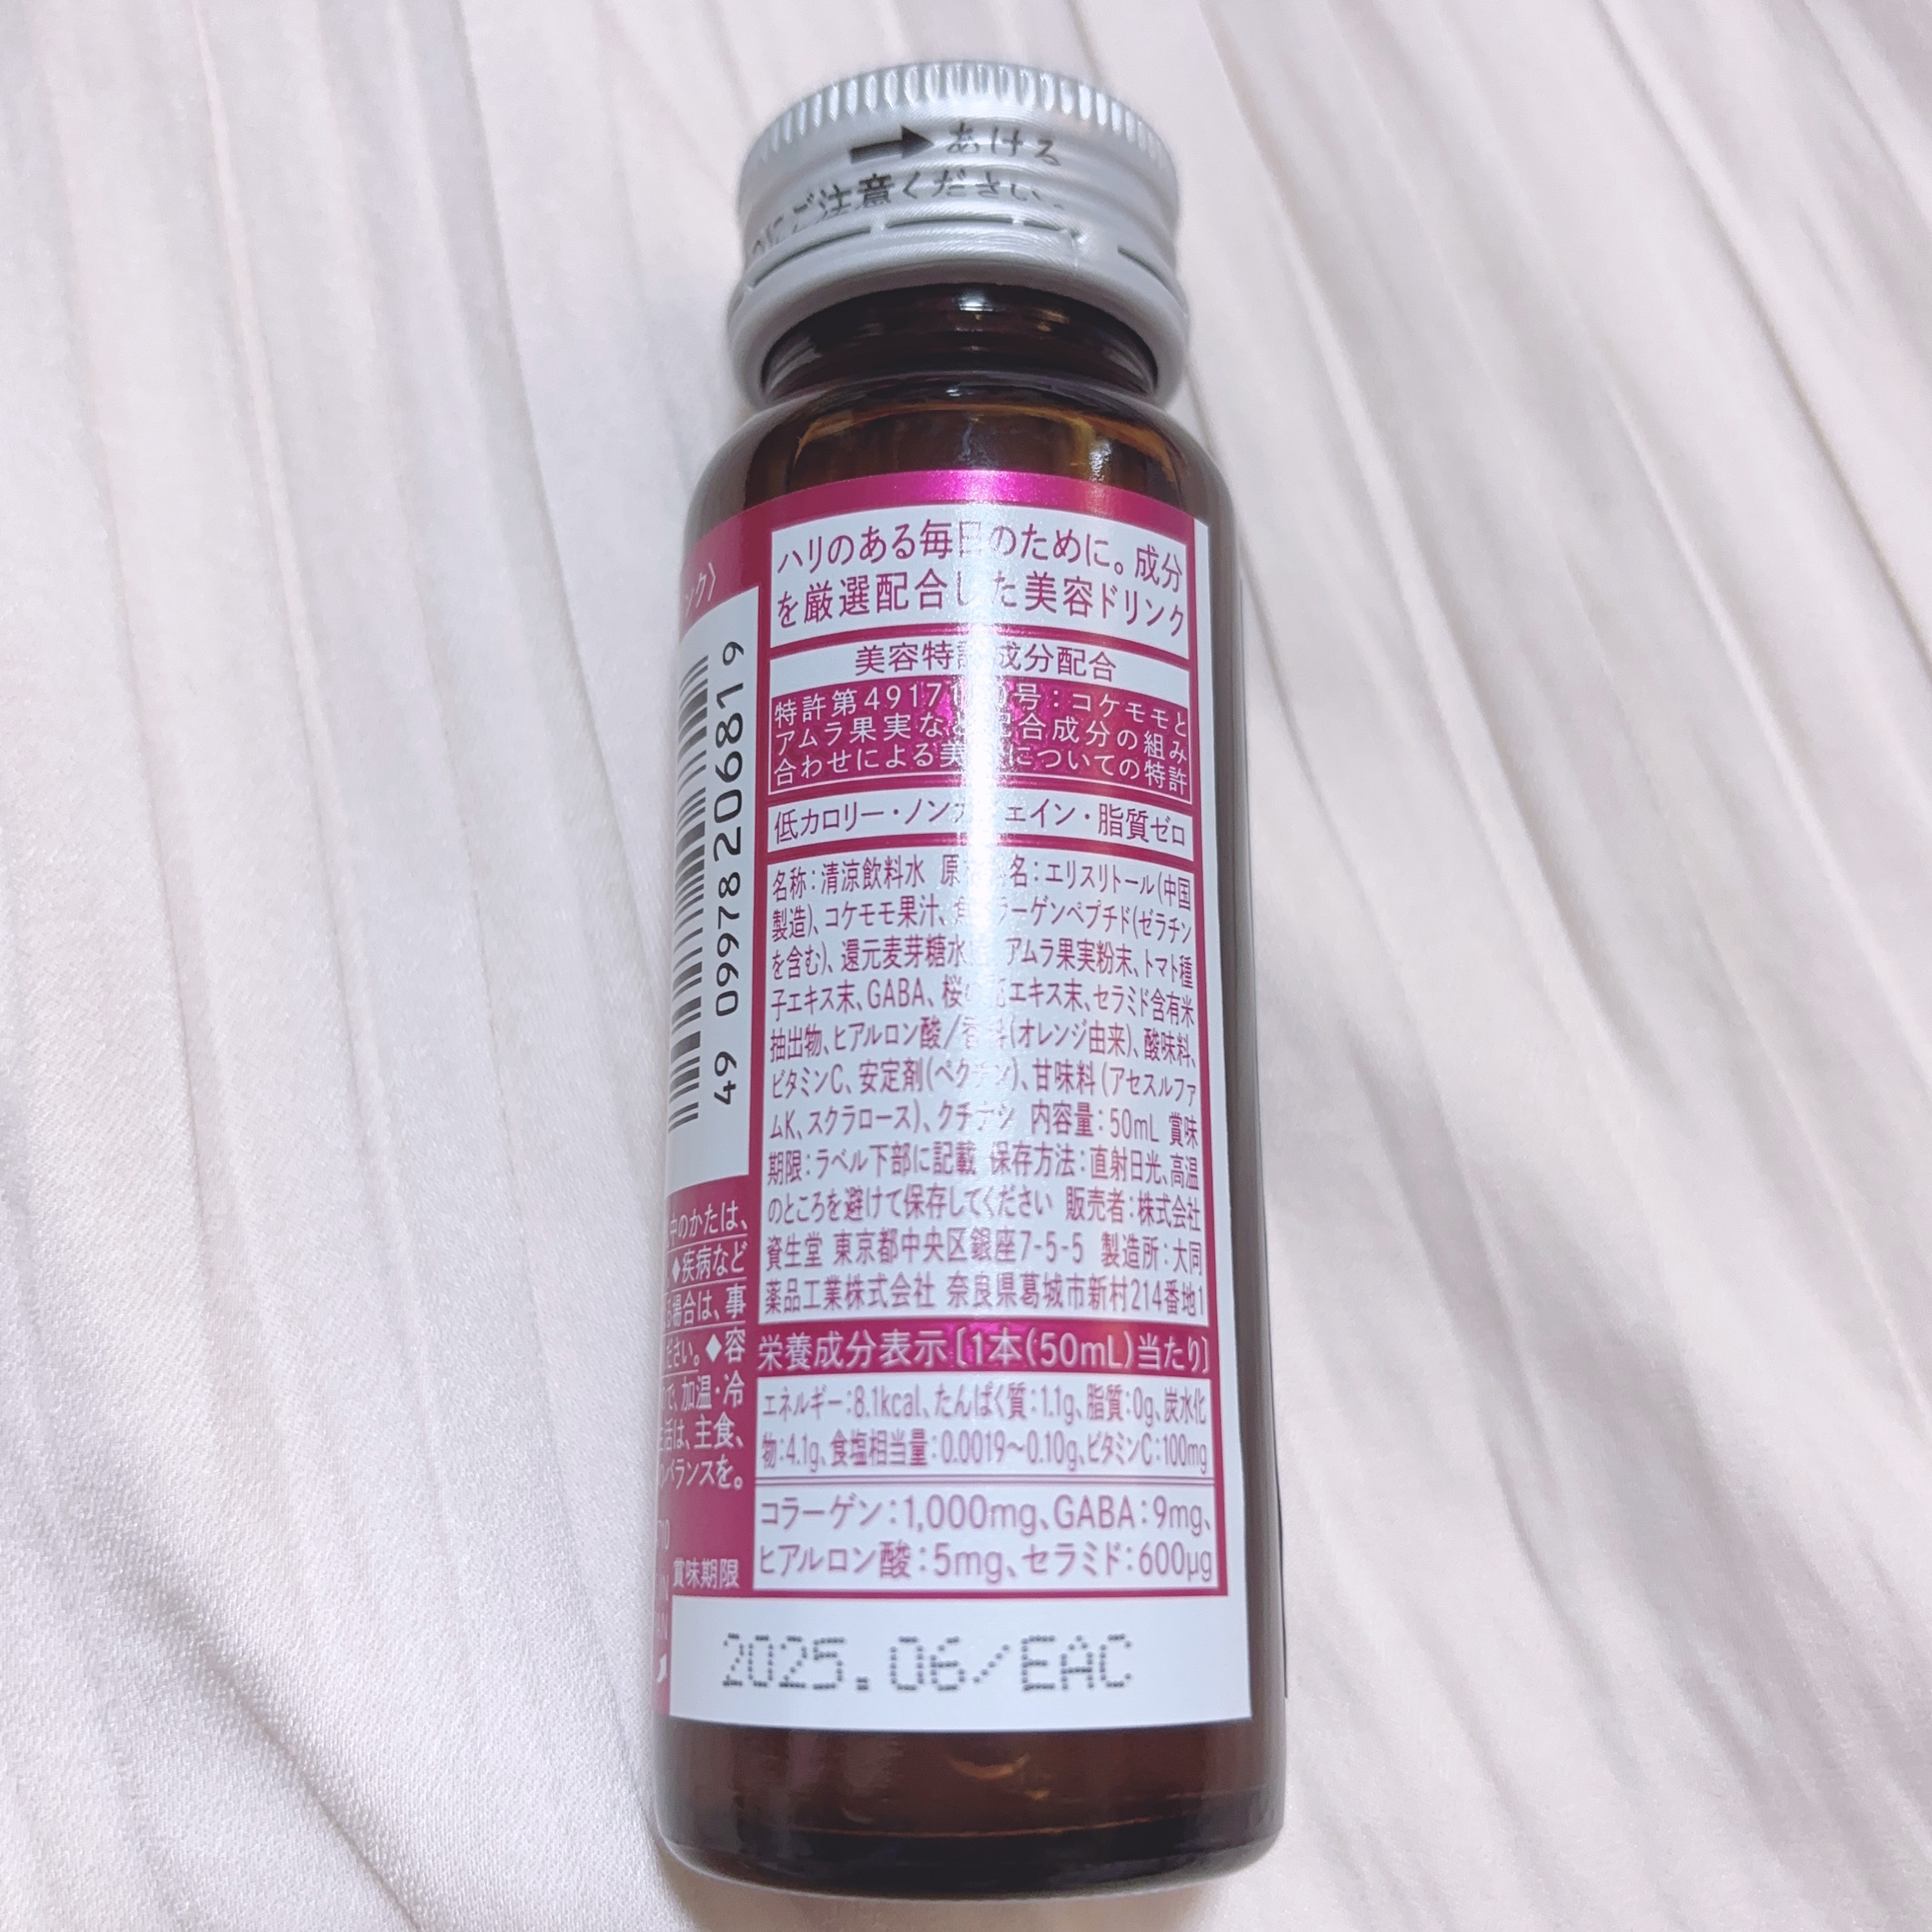 あける
にご注意ください。
ハリのある毎日のために。成分
を厳選配合した美容ドリンク
美容特許成分配合
特許第49171号:コケモモと
アムラ果実など配合成分の組み
合わせによる美についての特許
低カロリー・ノンカフェイン・脂質ゼロ
名称:清涼飲料水 原材料名:エリスリトール(中国
製造)、コケモモ果汁、魚コラーゲンペプチド(ゼラチン
を含む)、還元麦芽糖水飴、アムラ果実粉末、トマト種
子エキス末、GABA、桜の花エキス末、セラミド含有米
抽出物、ヒアルロン酸/香料(オレンジ由来)、酸味料、
ビタミンC、安定剤(ペクチン)、甘味料(アセスルファ
ムK、スクラロース)、クチナシ 内容量:50mL 賞味
期限:ラベル下部に記載 保存方法:直射日光、高温
のところを避けて保存してください 販売者:株式会社
資生堂 東京都中央区銀座7-5-5 製造所:大同
薬品工業株式会社 奈良県葛城市新村214番地1
栄養成分表示〔1本(50mL)当たり〕
エネルギー:8.1kcal、たんぱく質:1.1g、脂質:0g、炭水化
物:4.1g、食塩相当量:0.0019〜0.10g、ビタミンC:100mg
コラーゲン:1,000mg、GABA:9mg、
ヒアルロン酸:5mg、セラミド:600μg
ンク〉
49 09978 206819
中のかたは、
◆疾病など
場合は、事
ださい。◆容
で、加温・冷
活は、主食、
バランスを。
賞味期限
2025.06/EAC